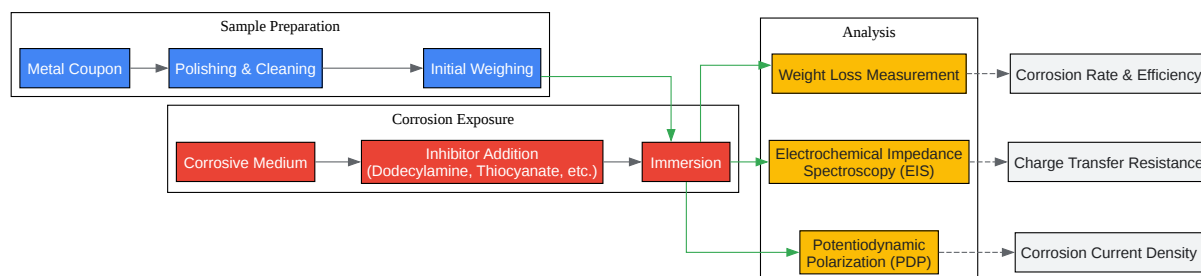 Sample Preparation
Metal Coupon
Polishing & Cleaning
Initial Weighing
Corrosion Exposure
Corrosive Medium
Inhibitor Addition
(Dodecylamine, Thiocyanate, etc.)
Immersion
Analysis
Weight Loss Measurement
Corrosion Rate & Efficiency
Electrochemical Impedance
Spectroscopy (EIS)
Charge Transfer Resistance
Potentiodynamic
Polarization (PDP)
Corrosion Current Density